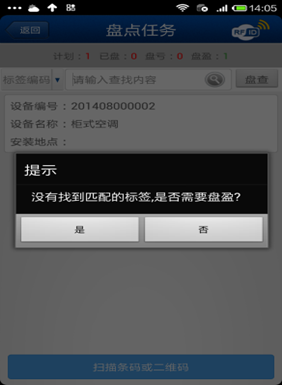 14:05
返回
盘点任务
RFID
计划：1 已盘：0 盘亏：0 盘盈：1
标签编码 请输入查找内容 盘查
设备编号：201408000002
设备名称：柜式空调
安装地点：
提示
没有找到匹配的标签,是否需要盘盈?
是 否
扫描条码或二维码